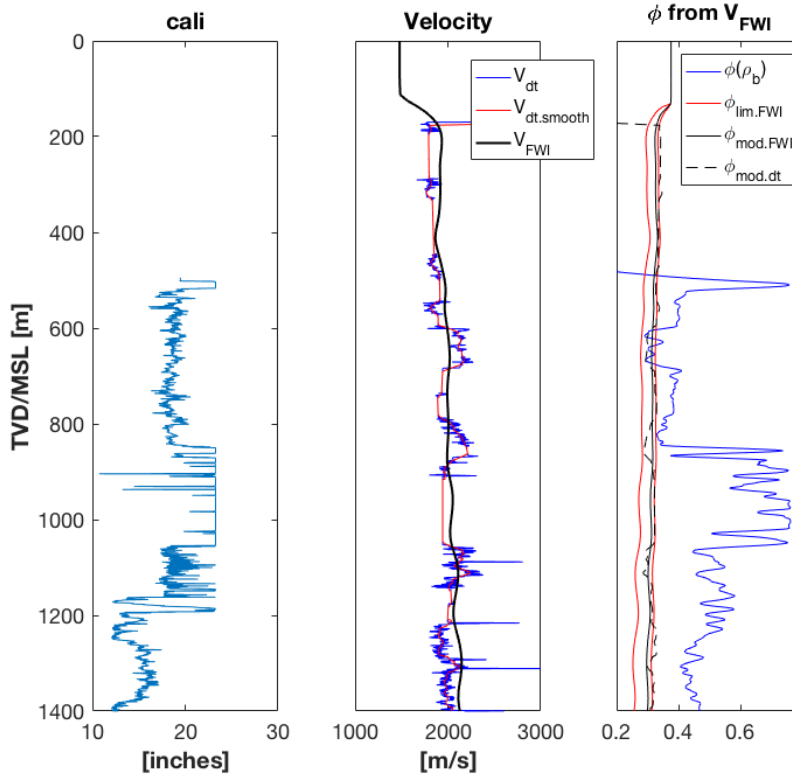 cali
Velocity
ϕ from V_FWI
0
200
400
600
800
1000
1200
1400
TVD/MSL [m]
10
20
30
[inches]
V_dt
V_dt.smooth
V_FWI
1000
2000
3000
[m/s]
ϕ(ρ_b)
ϕ_lim.FWI
ϕ_mod.FWI
ϕ_mod.dt
0.2
0.4
0.6